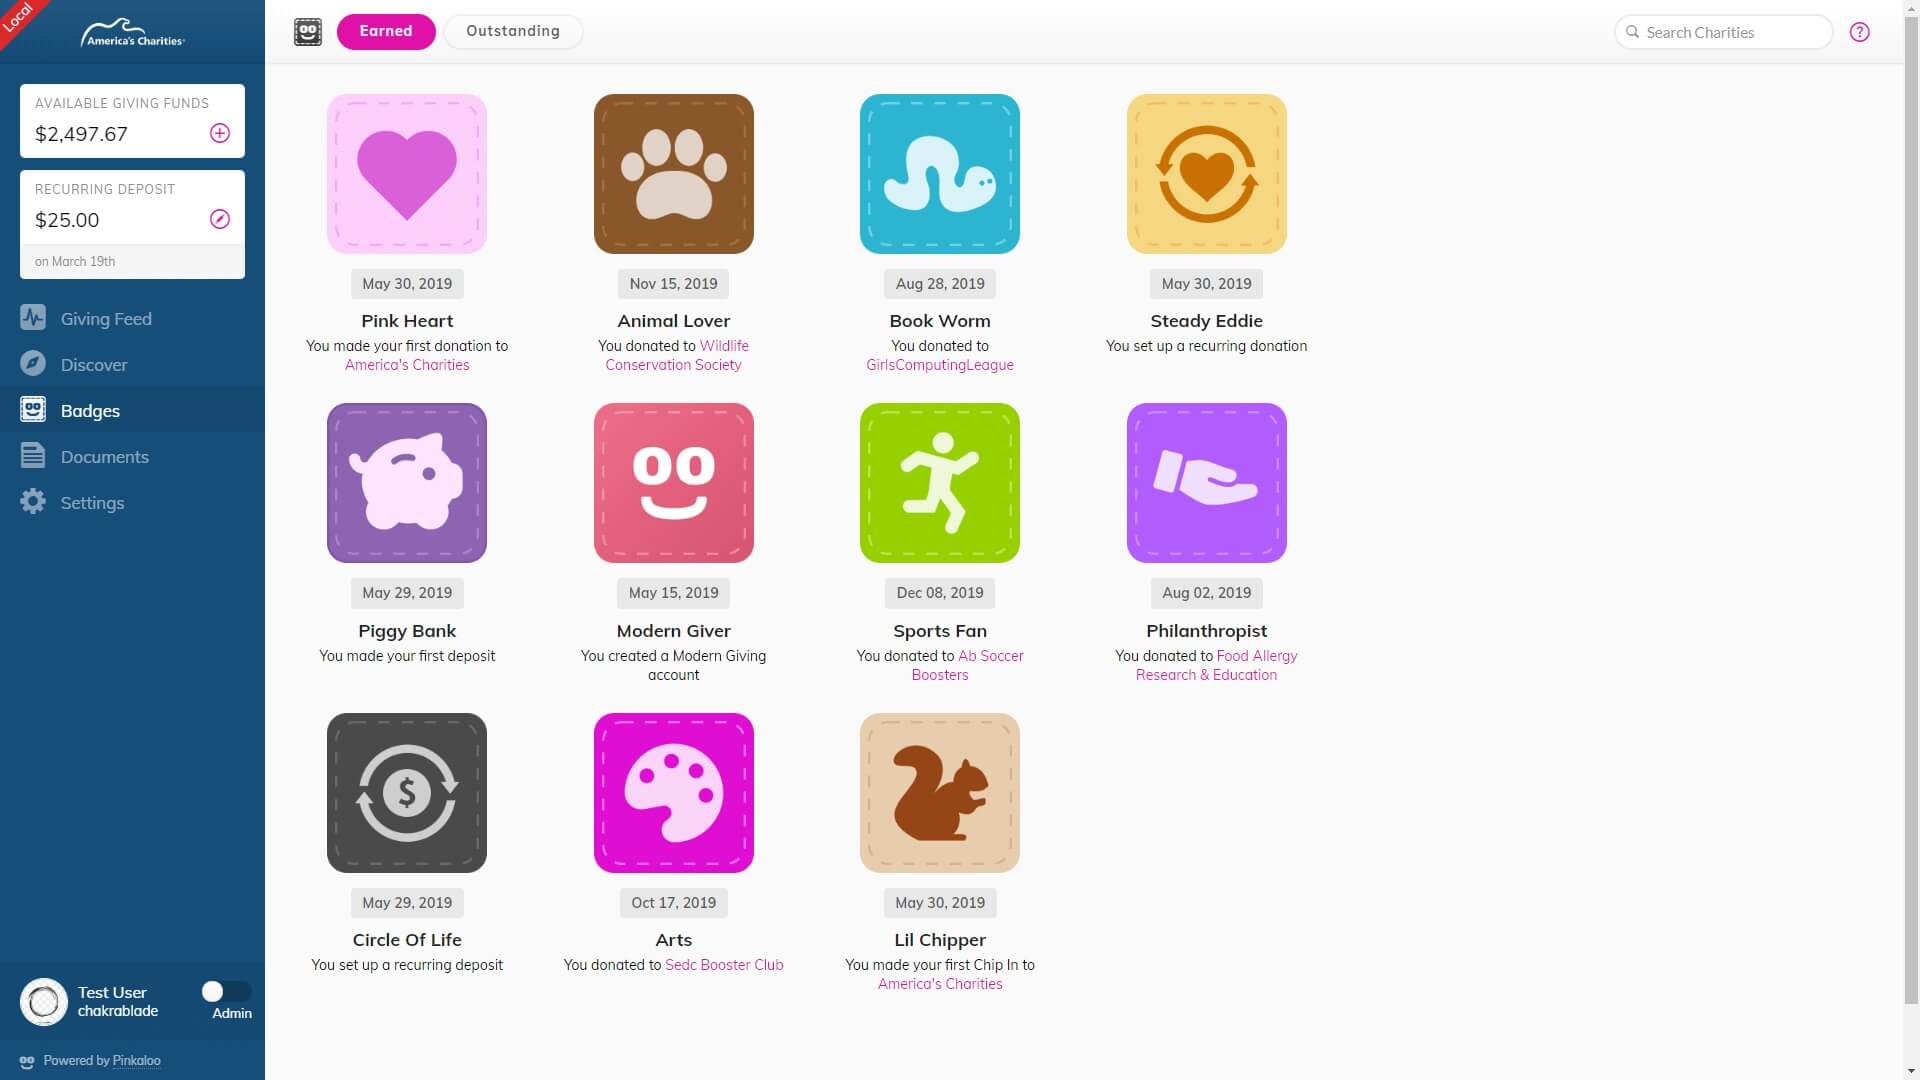 Local
America's Charities
Earned
Outstanding
Search Charities
?
AVAILABLE GIVING FUNDS
$2,497.67
RECURRING DEPOSIT
$25.00
on March 19th
Giving Feed
Discover
Badges
Documents
Settings
May 30, 2019
Pink Heart
You made your first donation to
America's Charities
Nov 15, 2019
Animal Lover
You donated to Wildlife
Conservation Society
Aug 28, 2019
Book Worm
You donated to
GirlsComputingLeague
May 30, 2019
Steady Eddie
You set up a recurring donation
May 29, 2019
Piggy Bank
You made your first deposit
May 15, 2019
Modern Giver
You created a Modern Giving
account
Dec 08, 2019
Sports Fan
You donated to Ab Soccer
Boosters
Aug 02, 2019
Philanthropist
You donated to Food Allergy
Research & Education
$
May 29, 2019
Circle Of Life
You set up a recurring deposit
Oct 17, 2019
Arts
You donated to Sedc Booster Club
May 30, 2019
Lil Chipper
You made your first Chip In to
America's Charities
Test User
chakrablade
Admin
Powered by Pinkaloo